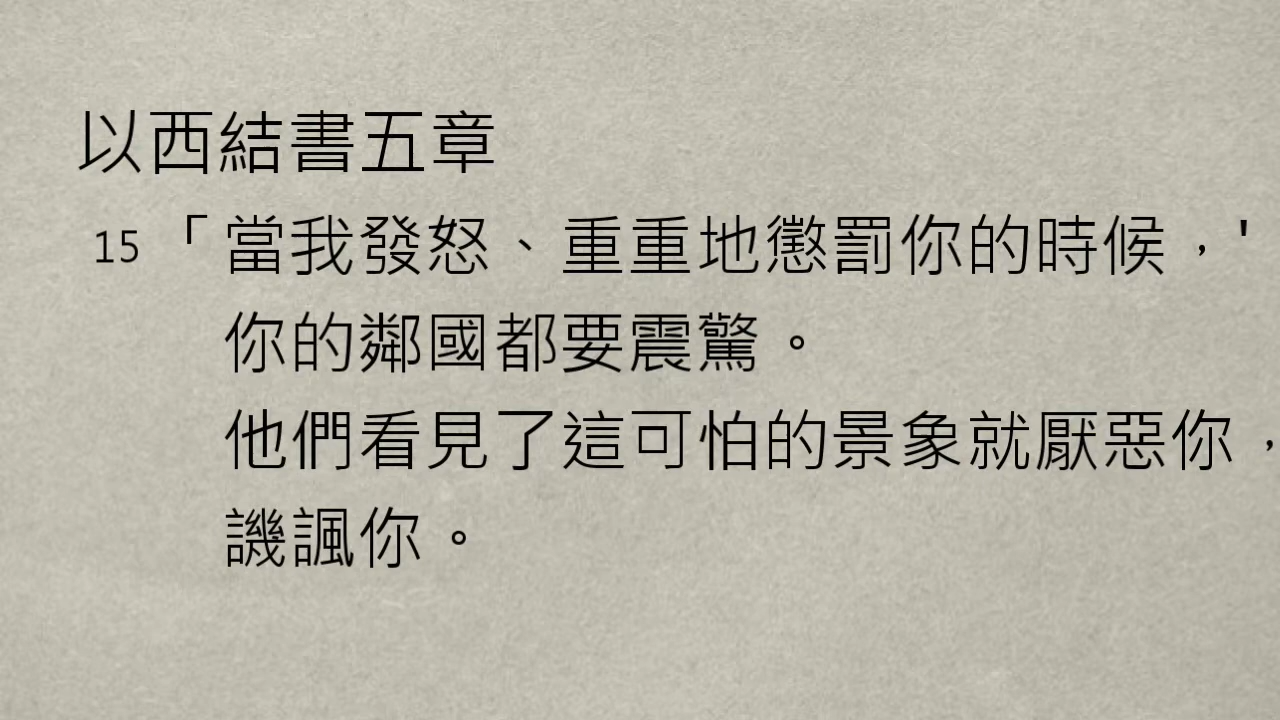 以西結書五章
15「當我發怒、重重地懲罰你的時候，'
你的鄰國都要震驚。
他們看見了這可怕的景象就厭惡你，
譏諷你。